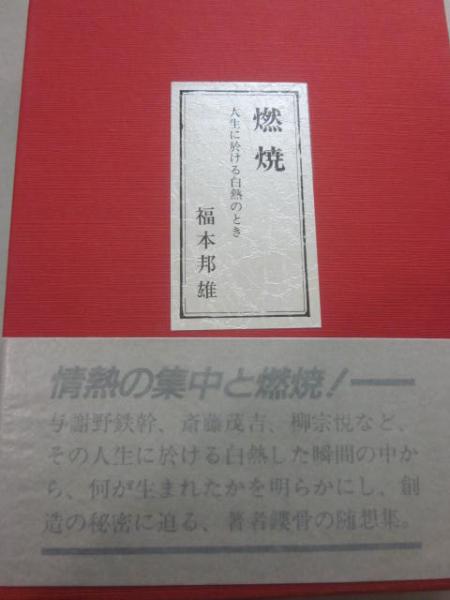 燃焼
人生に於ける白熱のとき
福本邦雄
情熱の集中と燃焼!──
与謝野鉄幹、斎藤茂吉、柳宗悦など、
その人生に於ける白熱した瞬間の中か
ら、何が生まれたかを明らかにし、創
造の秘密に迫る、著者鏤骨の随想集。